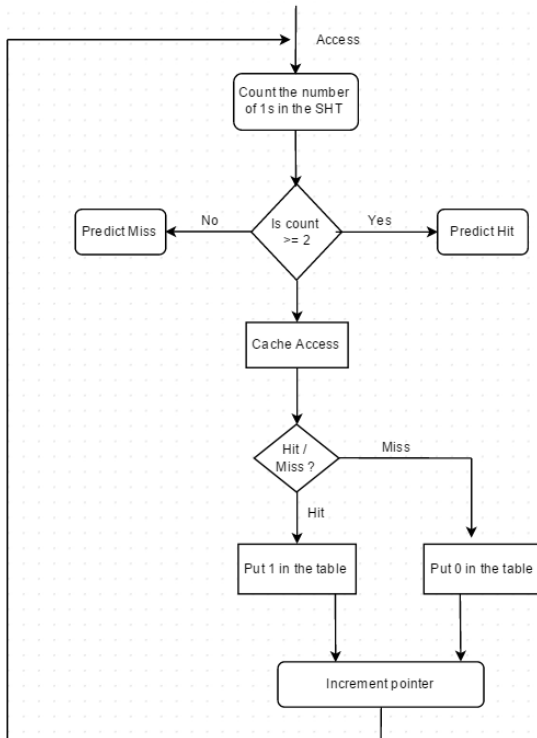 Access
Count the number
of 1s in the SHT
No
Is count
>= 2
Yes
Predict Miss
Predict Hit
Cache Access
Hit /
Miss ?
Miss
Hit
Put 1 in the table
Put 0 in the table
Increment pointer